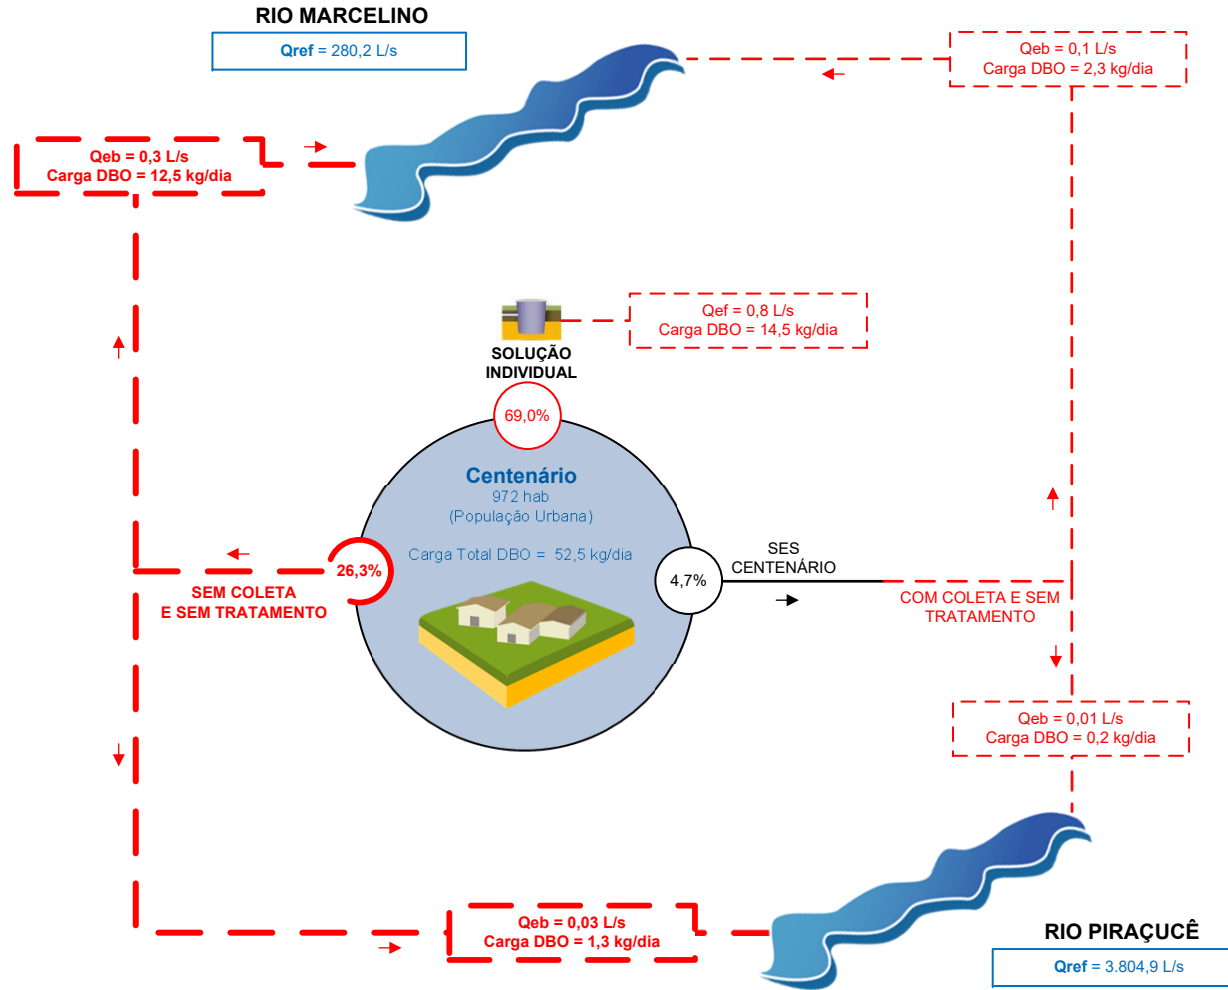 RIO MARCELINO
Qref = 280,2 L/s
Qeb = 0,1 L/s
Carga DBO = 2,3 kg/dia
Qeb = 0,3 L/s
Carga DBO = 12,5 kg/dia
Qef = 0,8 L/s
Carga DBO = 14,5 kg/dia
SOLUÇÃO
INDIVIDUAL
69,0%
Centenário
972 hab
(População Urbana)
Carga Total DBO = 52,5 kg/dia
26,3%
SEM COLETA
E SEM TRATAMENTO
4,7%
SES
CENTENÁRIO
COM COLETA E SEM
TRATAMENTO
Qeb = 0,01 L/s
Carga DBO = 0,2 kg/dia
Qeb = 0,03 L/s
Carga DBO = 1,3 kg/dia
RIO PIRAÇUCÊ
Qref = 3.804,9 L/s